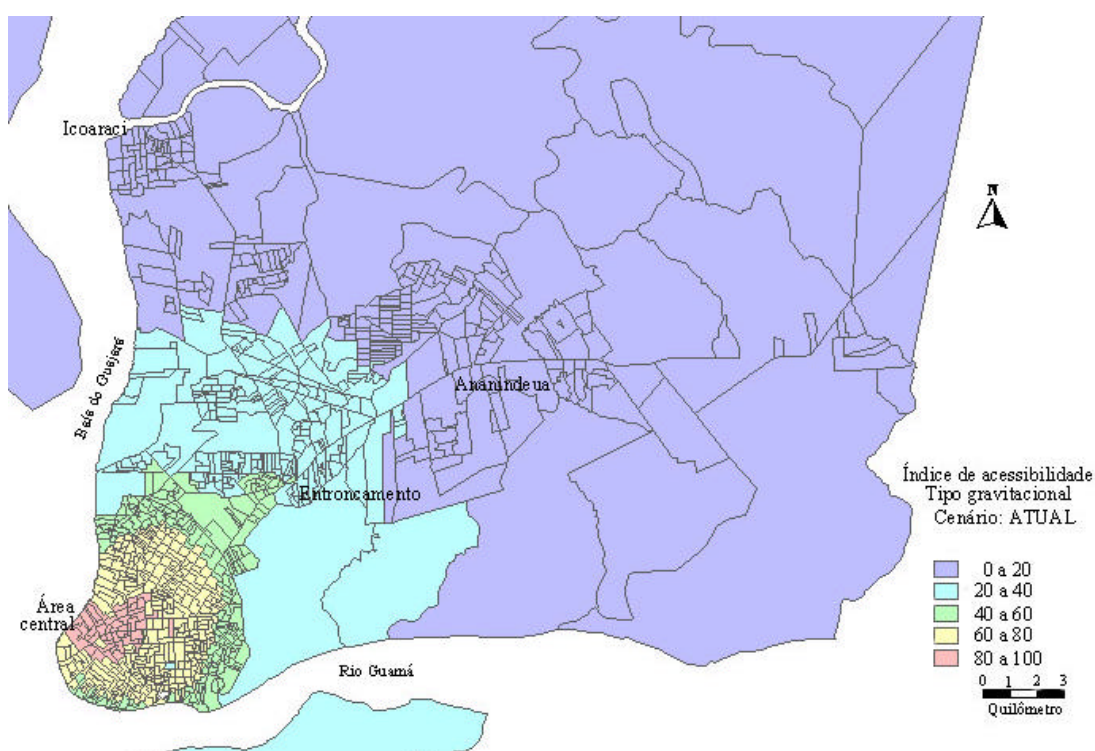 Icoaraci
N
Baía do Guajará
Ananindeua
Entroncamento
Área
central
Rio Guamá
Índice de acessibilidade
Tipo gravitacional
Cenário: ATUAL
0 a 20
20 a 40
40 a 60
60 a 80
80 a 100
0 1 2 3
Quilômetro